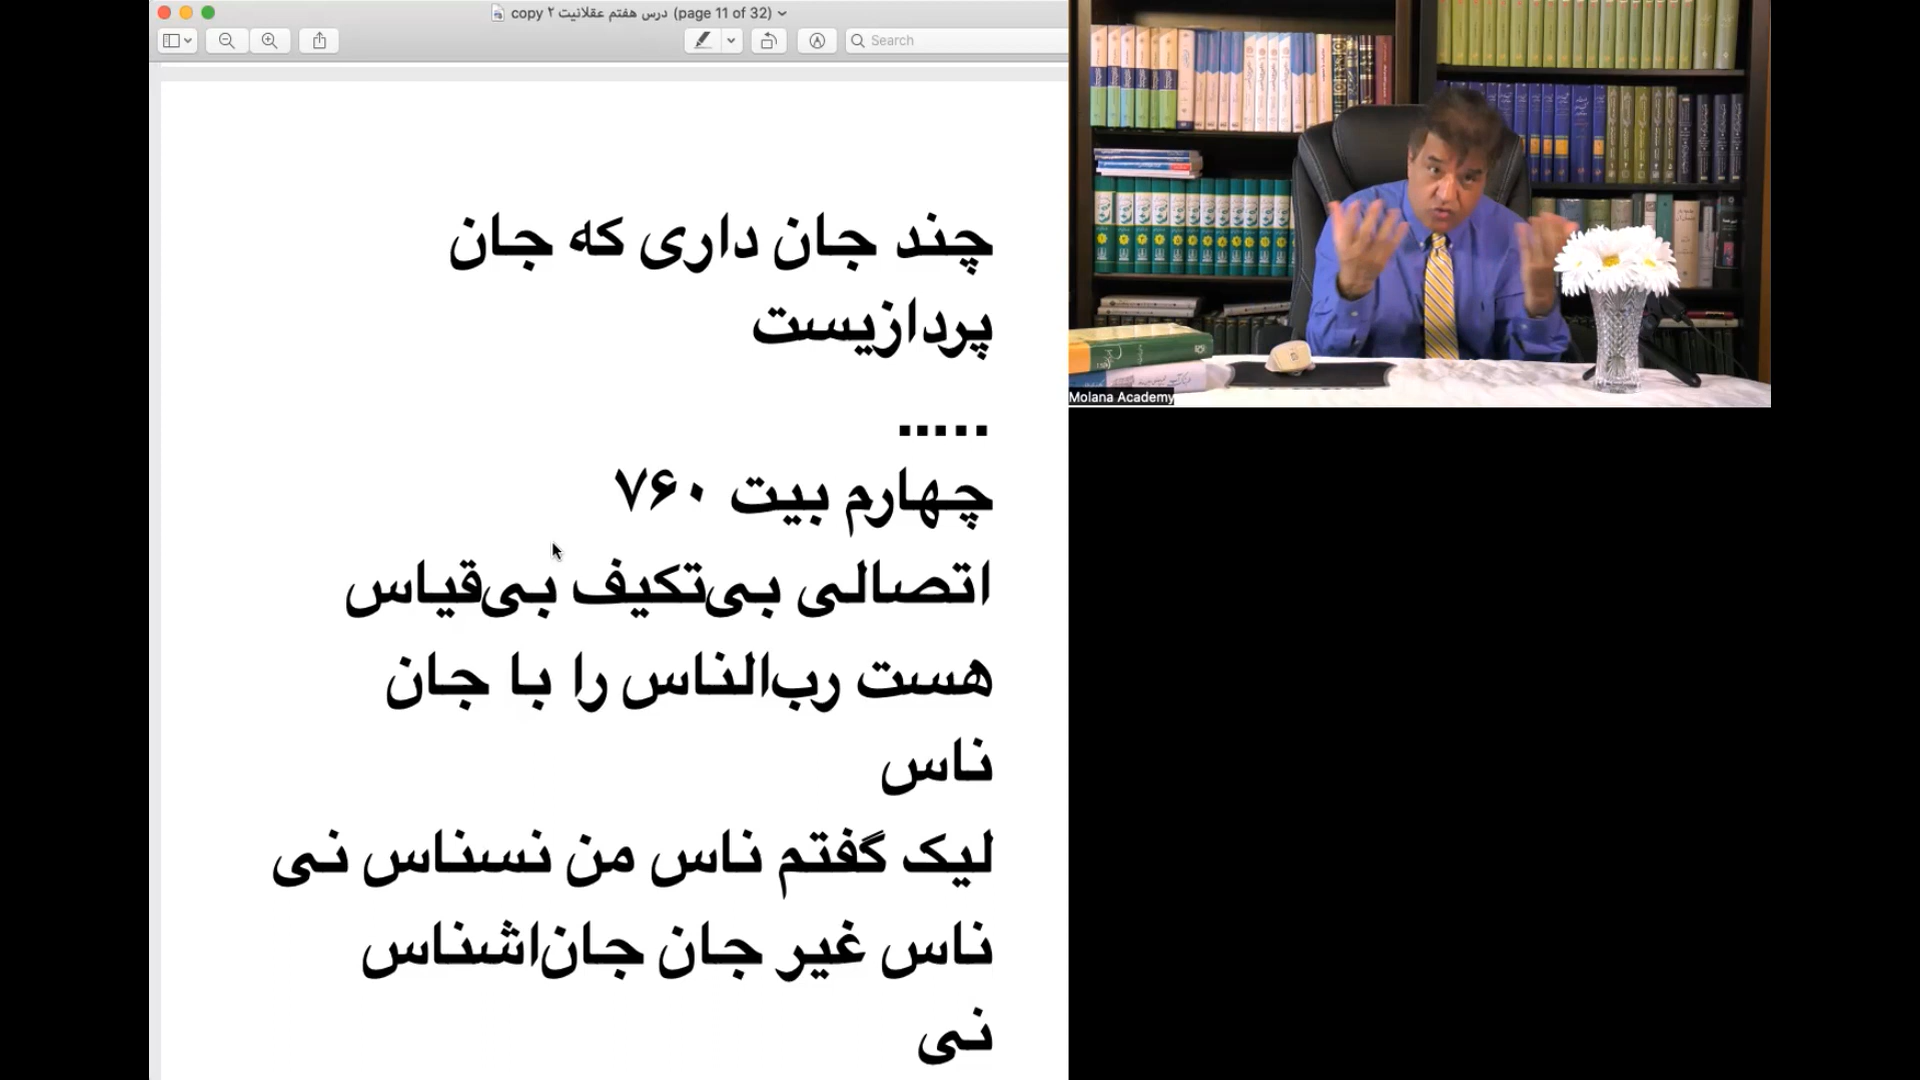 درس هفتم عقلانیت ۲ copy (page 11 of 32)
Search
چند جان داری که جان
پردازیست
.....
چهارم بیت ۷۶۰
اتصالی بی‌تکیف بی‌قیاس
هست رب‌الناس را با جان
ناس
لیک گفتم ناس من نسناس نی
ناس غیر جان جان‌اشناس
نی
Molana Academy